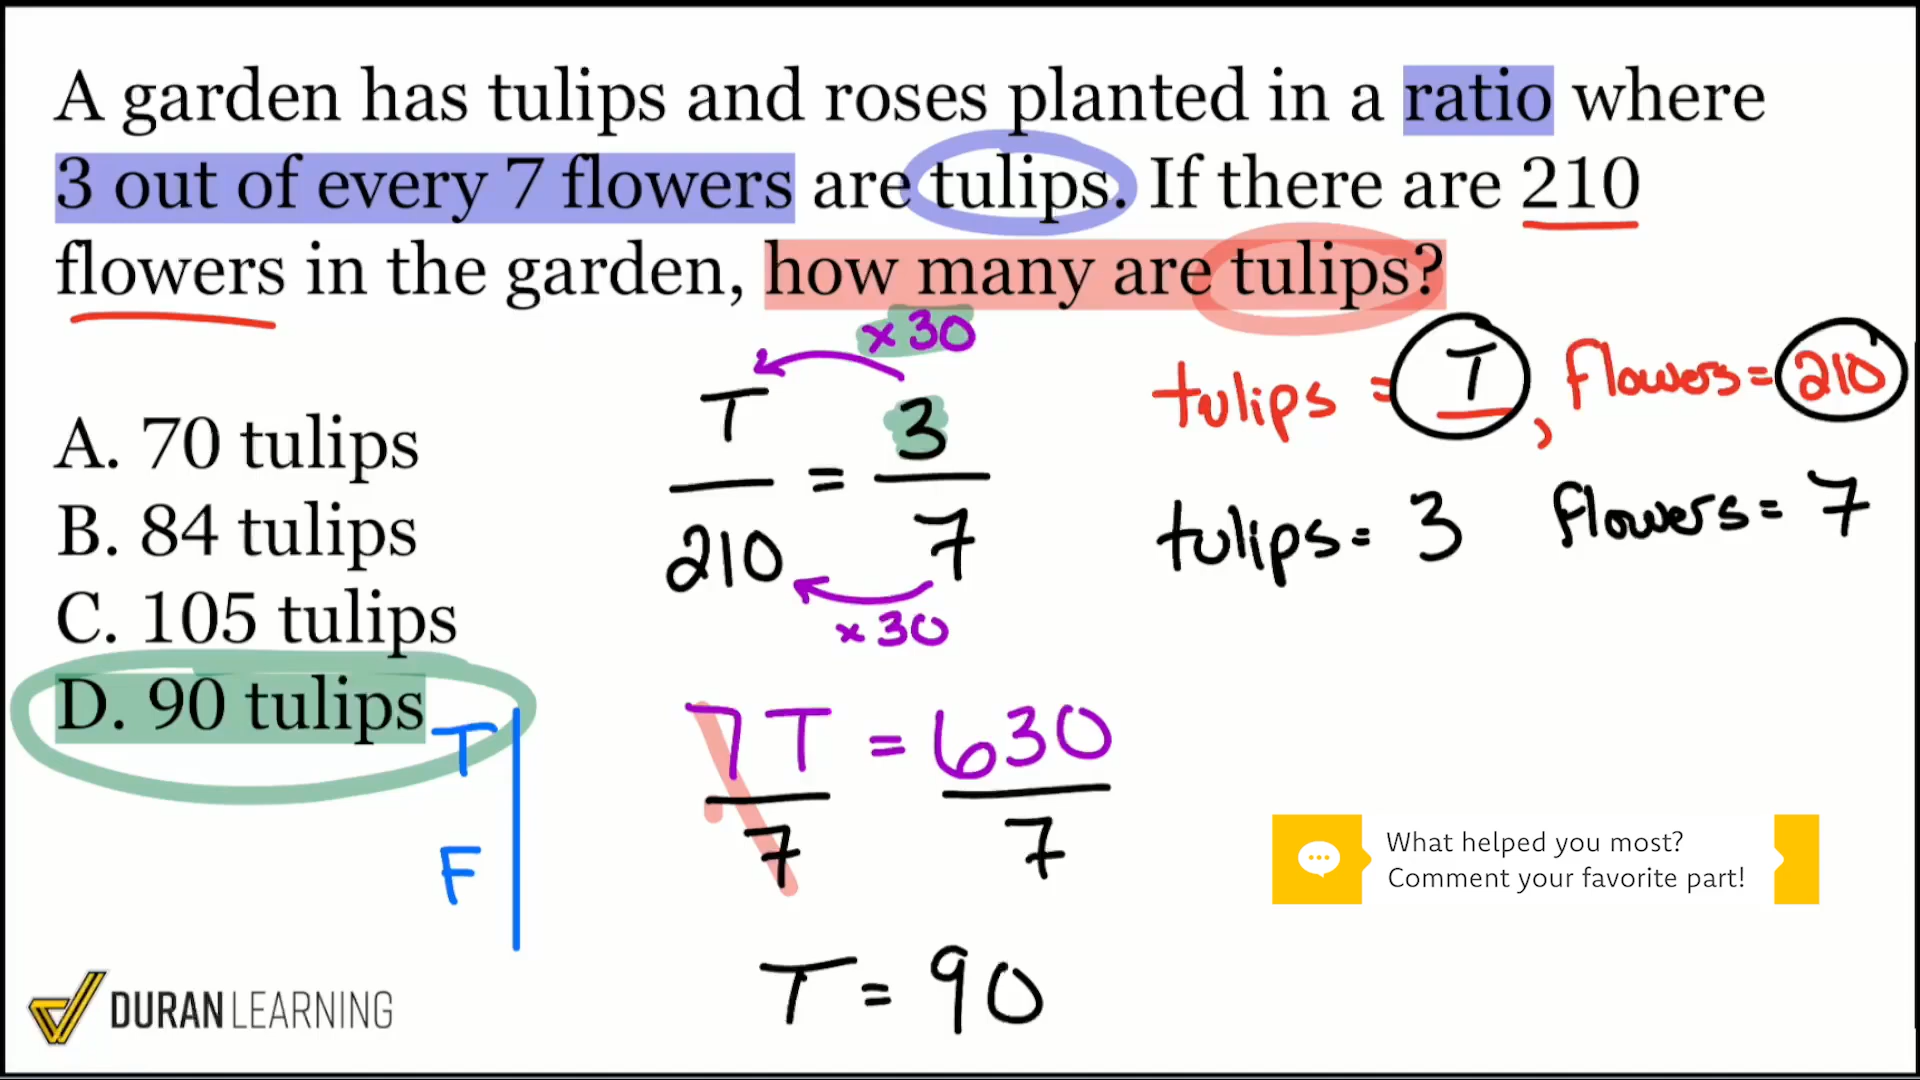 A garden has tulips and roses planted in a ratio where
3 out of every 7 flowers are tulips. If there are 210
flowers in the garden, how many are tulips?
x30
tulips = T, flowers = 210
T/210 = 3/7
tulips = 3 flowers = 7
x30
A. 70 tulips
B. 84 tulips
C. 105 tulips
D. 90 tulips
T
F
7T/7 = 630/7
T = 90
What helped you most?
Comment your favorite part!
DURAN LEARNING